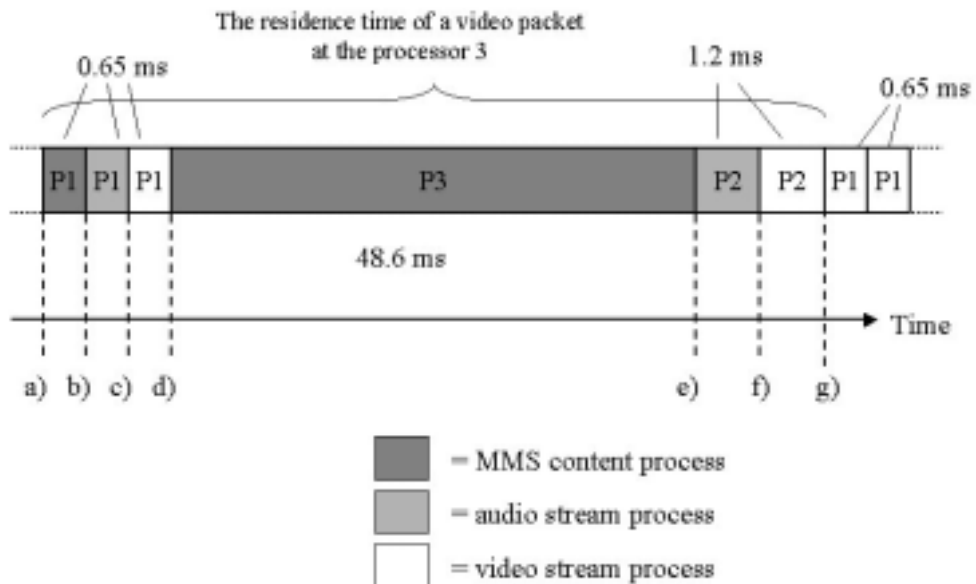 The residence time of a video packet
at the processor 3
0.65 ms
1.2 ms
0.65 ms
P1 P1 P1 P3 P2 P2 P1 P1
48.6 ms
Time
a) b) c) d) e) f) g)
= MMS content process
= audio stream process
= video stream process